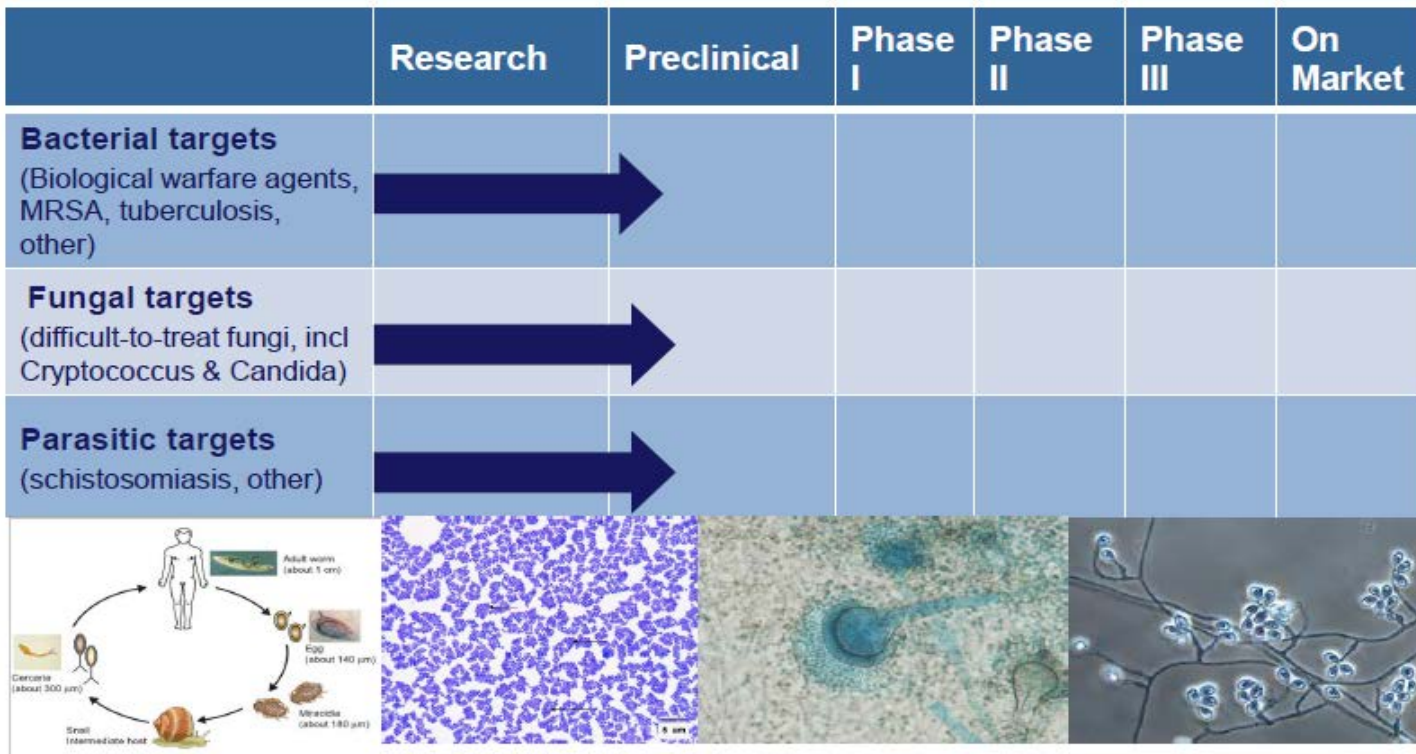 Research
Preclinical
Phase
I
Phase
II
Phase
III
On
Market
Bacterial targets
(Biological warfare agents,
MRSA, tuberculosis,
other)
Fungal targets
(difficult-to-treat fungi, incl
Cryptococcus & Candida)
Parasitic targets
(schistosomiasis, other)
Adult worm
(about 1 cm)
Egg
(about 140 μm)
Miracidia
(about 180 μm)
Snail
Intermediate host
Cercaria
(about 300 μm)
5 um